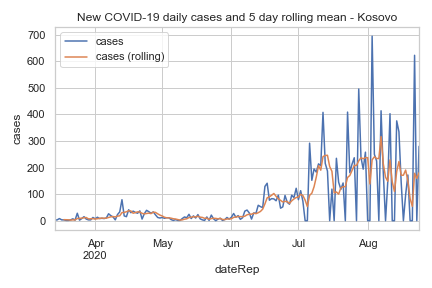 New COVID-19 daily cases and 5 day rolling mean - Kosovo
cases
cases (rolling)
cases
700
600
500
400
300
200
100
0
Apr
2020
May
Jun
Jul
Aug
dateRep